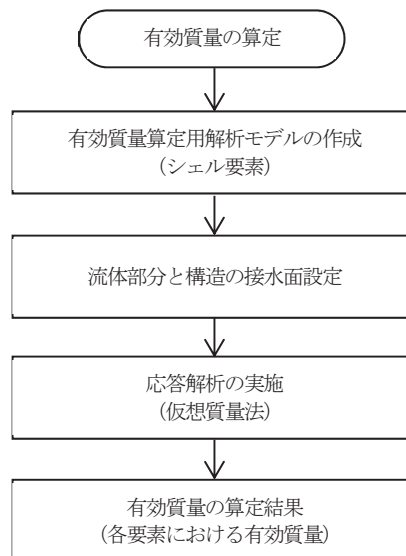 有効質量の算定
有効質量算定用解析モデルの作成
(シェル要素)
流体部分と構造の接水面設定
応答解析の実施
(仮想質量法)
有効質量の算定結果
(各要素における有効質量)